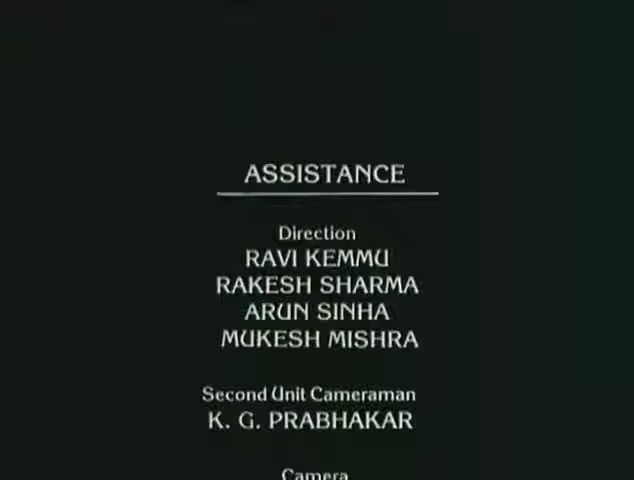 ASSISTANCE
Direction
RAVI KEMMU
RAKESH SHARMA
ARUN SINHA
MUKESH MISHRA
Second Unit Cameraman
K. G. PRABHAKAR
Camera